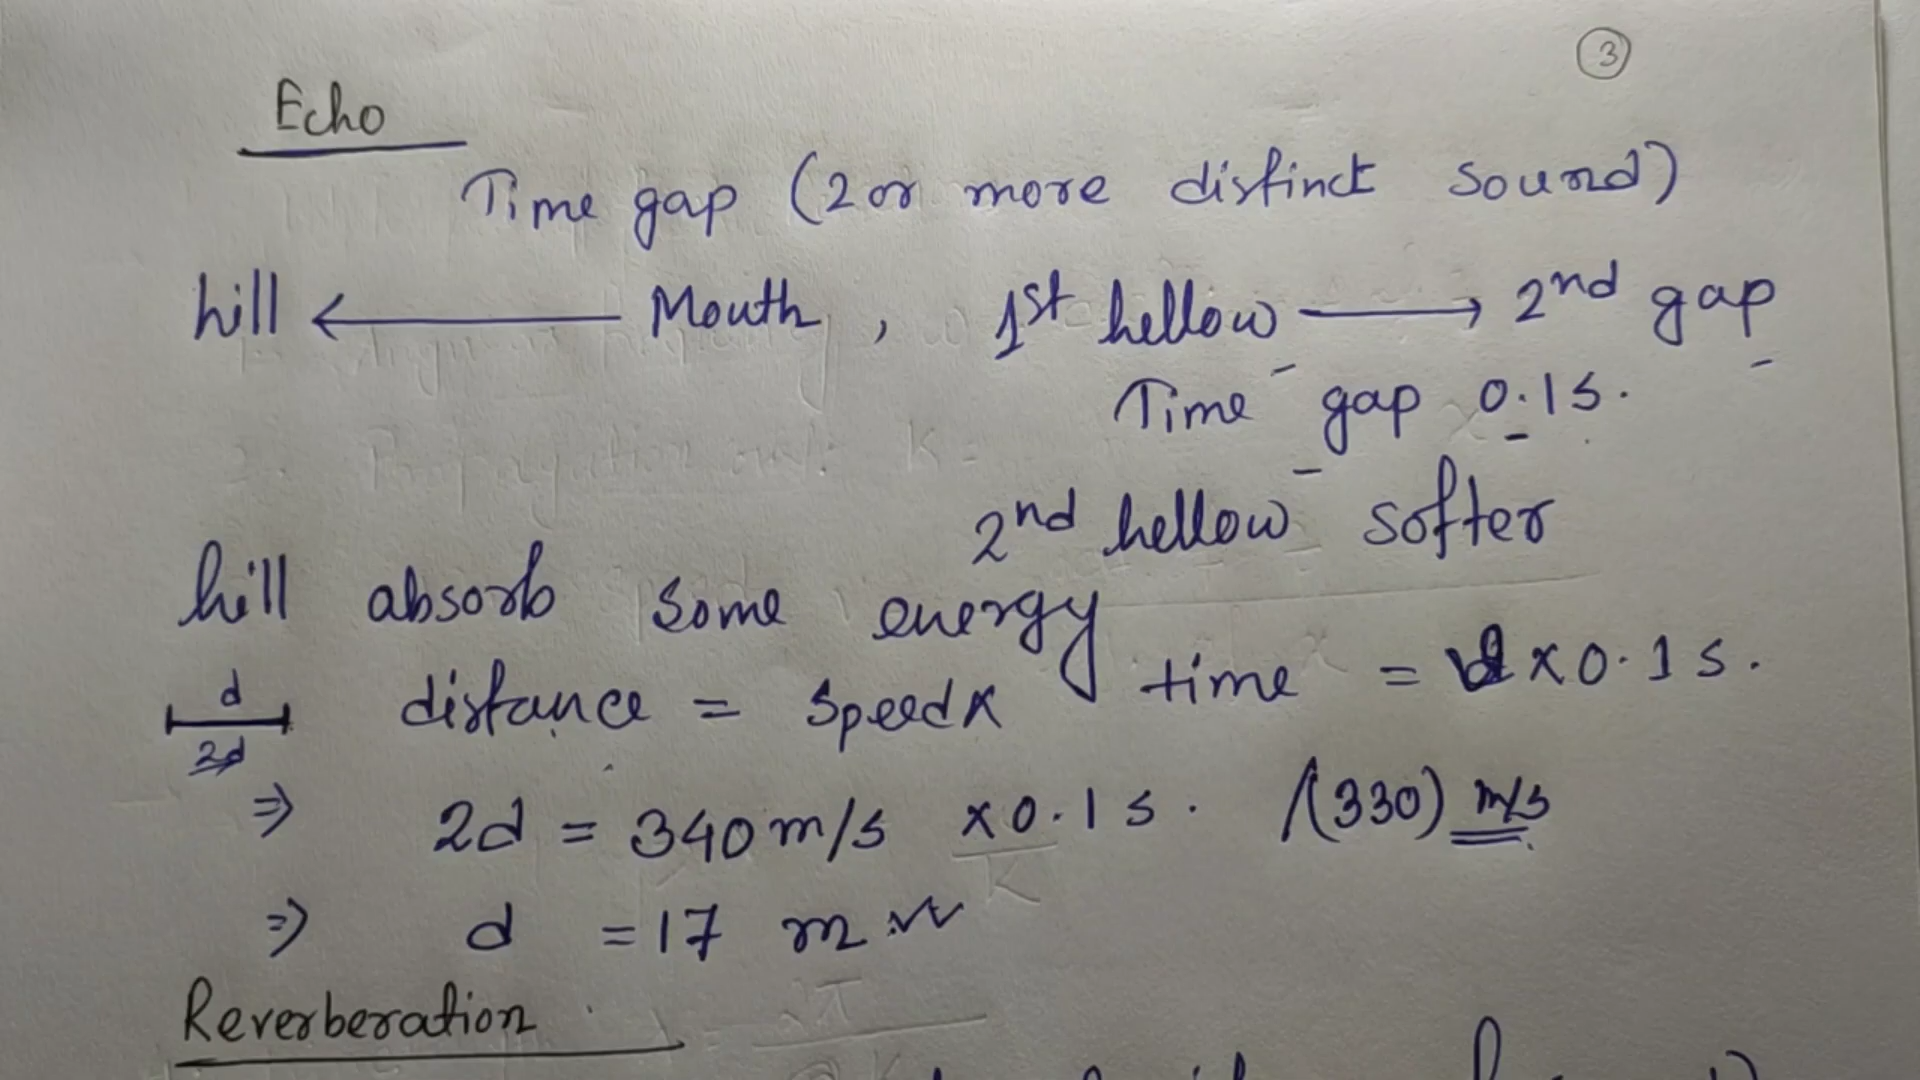 3
Echo
Time gap (2 or more distinct sound)
hill ← Mouth , 1st hellow → 2nd gap
Time gap 0.1s.
2nd hellow softer
hill absorb some energy
d
2d
distance = speed x time = x 0.1 s.
⇒ 2d = 340 m/s x 0.1 s. /(330) m/s
⇒ d = 17 m
Reverberation